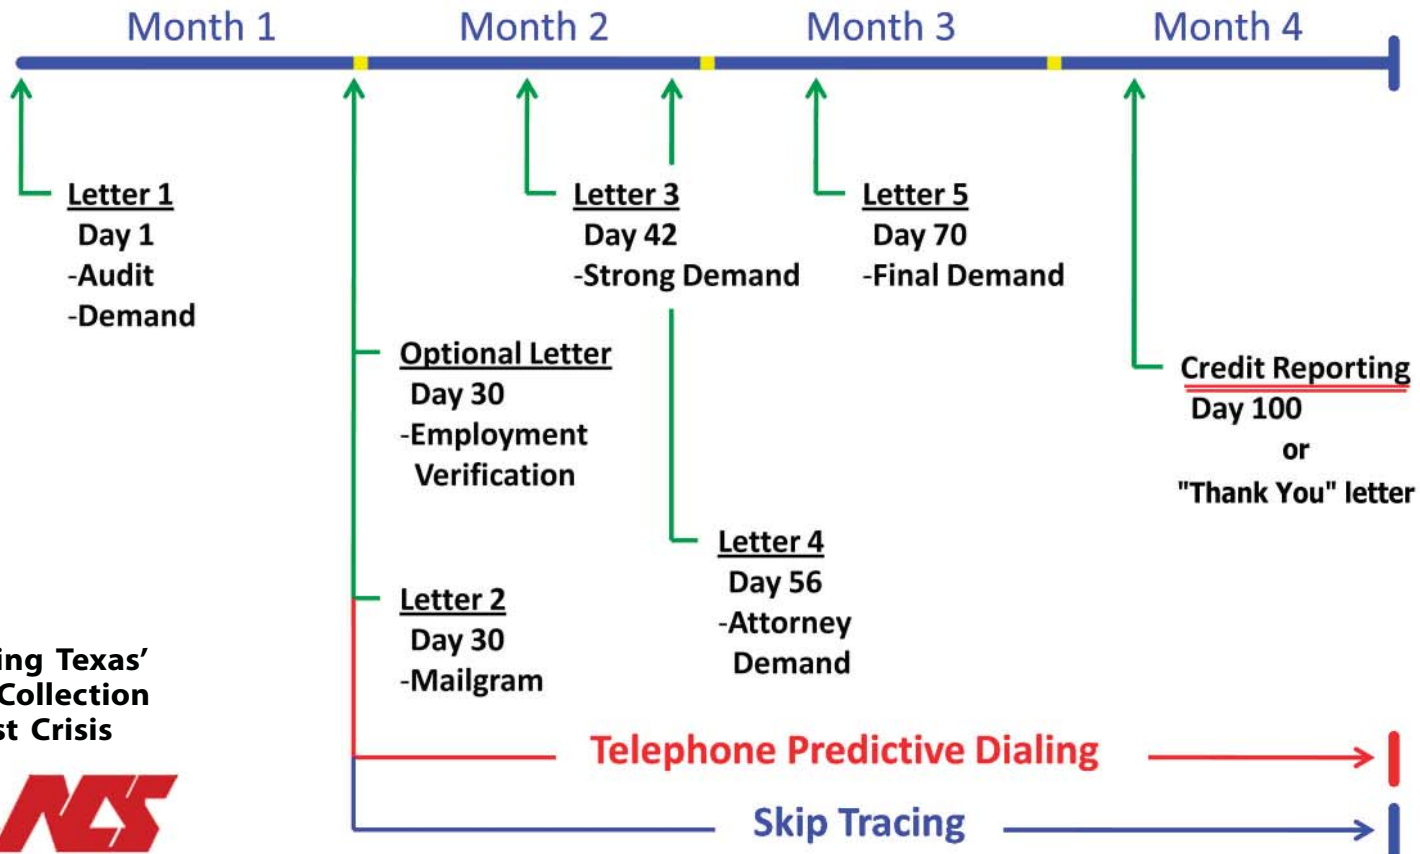 Month 1
Month 2
Month 3
Month 4
Letter 1
Day 1
-Audit
-Demand
Optional Letter
Day 30
-Employment
Verification
Letter 2
Day 30
-Mailgram
Letter 3
Day 42
-Strong Demand
Letter 4
Day 56
-Attorney
Demand
Letter 5
Day 70
-Final Demand
Credit Reporting
Day 100
or
"Thank You" letter
Telephone Predictive Dialing
Skip Tracing
Texas’
Collection
Crisis